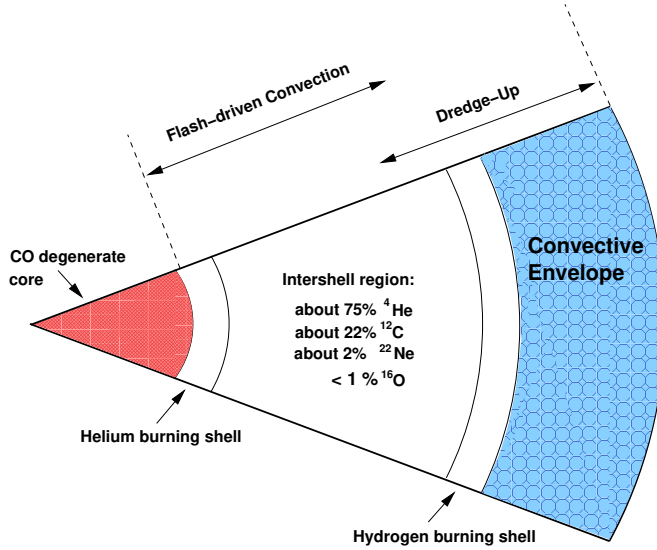 Flash–driven Convection
Dredge–Up
CO degenerate
core
Convective
Envelope
Intershell region:
about 75% ⁴He
about 22% ¹²C
about 2% ²²Ne
< 1 % ¹⁶O
Helium burning shell
Hydrogen burning shell